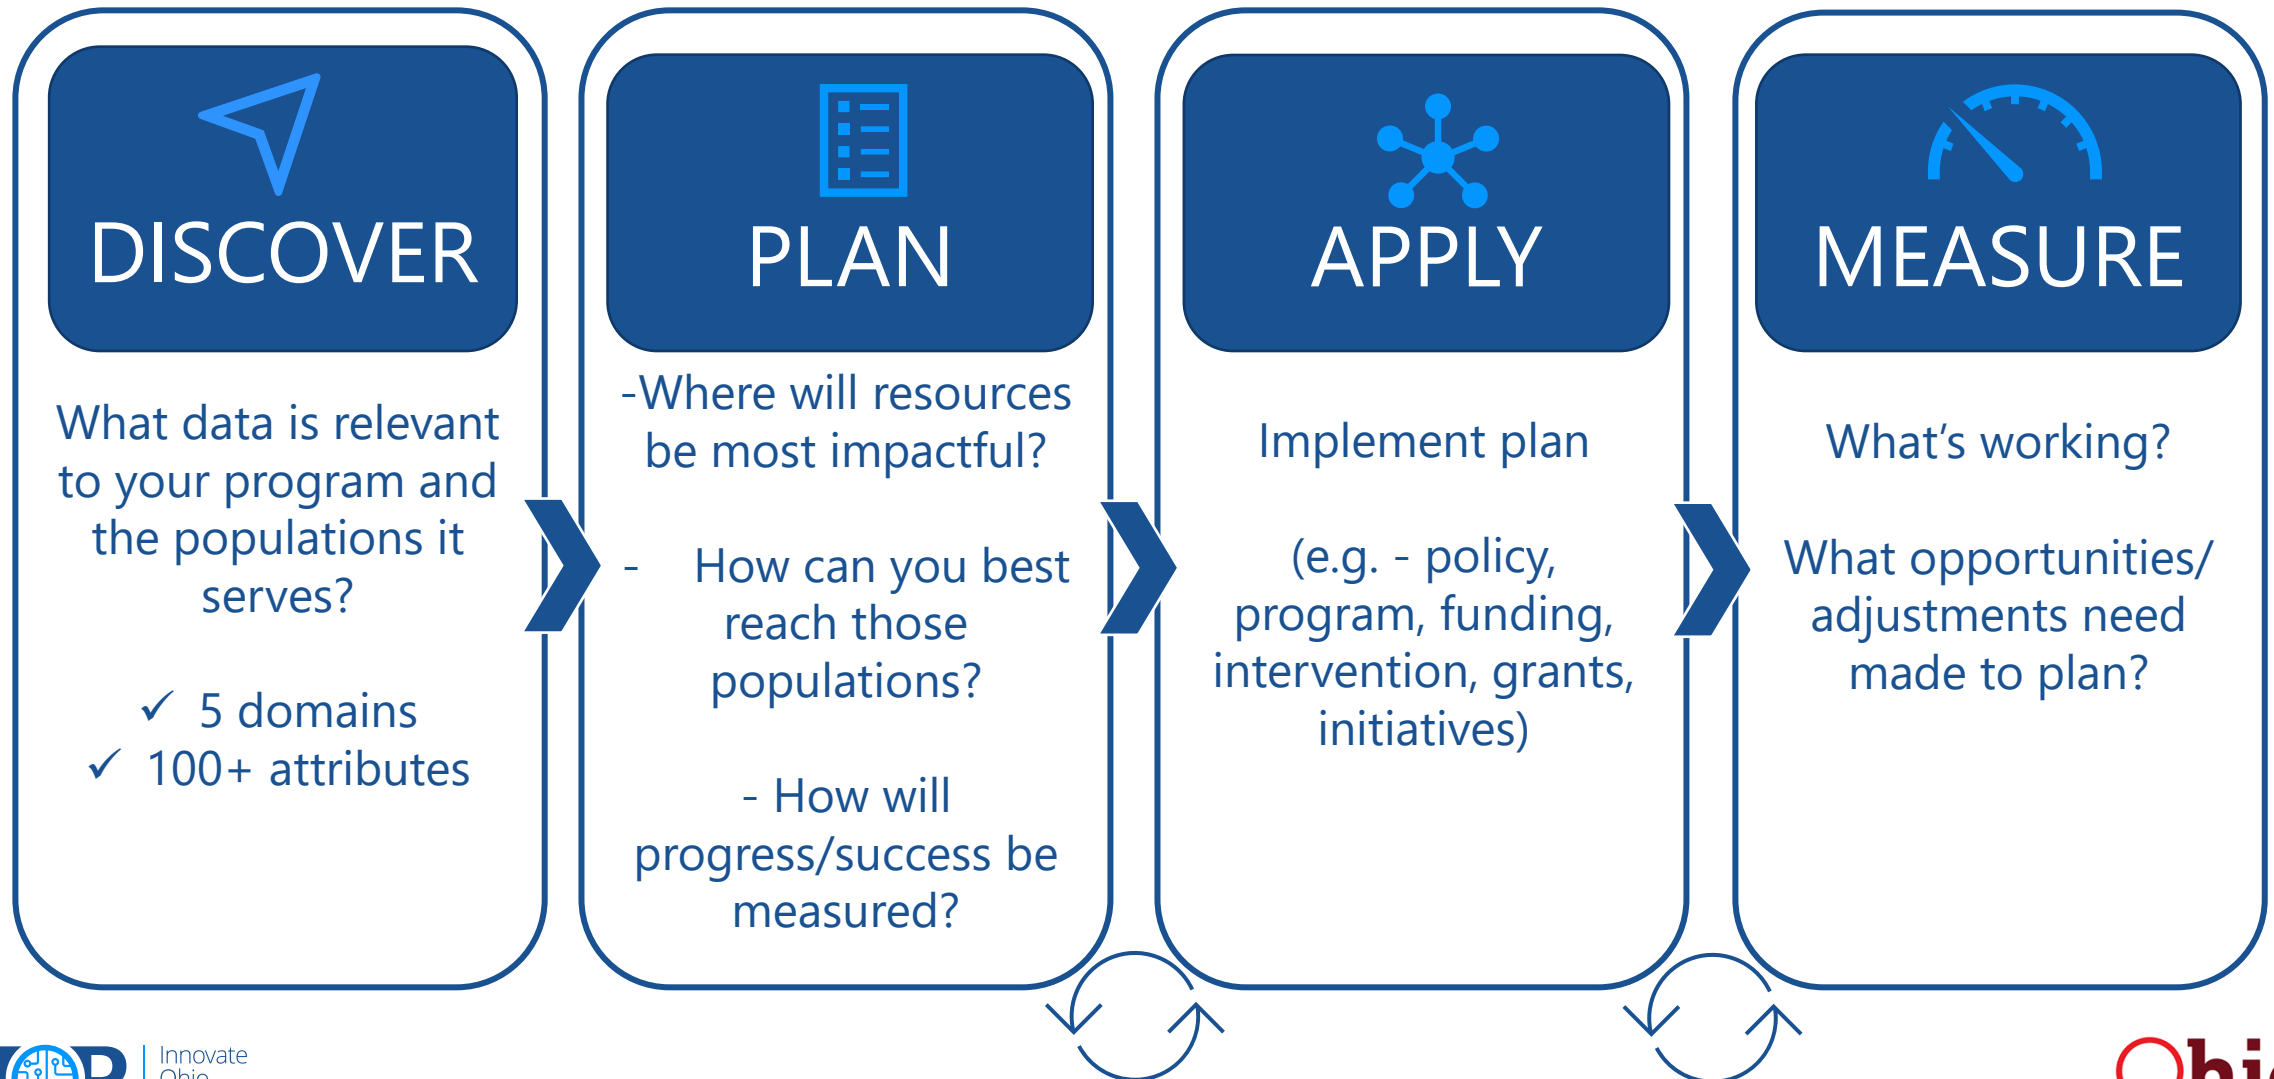 DISCOVER
What data is relevant
to your program and
the populations it
serves?
✓ 5 domains
✓ 100+ attributes
PLAN
-Where will resources
be most impactful?
- How can you best
reach those
populations?
- How will
progress/success be
measured?
APPLY
Implement plan
(e.g. - policy,
program, funding,
intervention, grants,
initiatives)
MEASURE
What's working?
What opportunities/
adjustments need
made to plan?
Innovate
Ohio